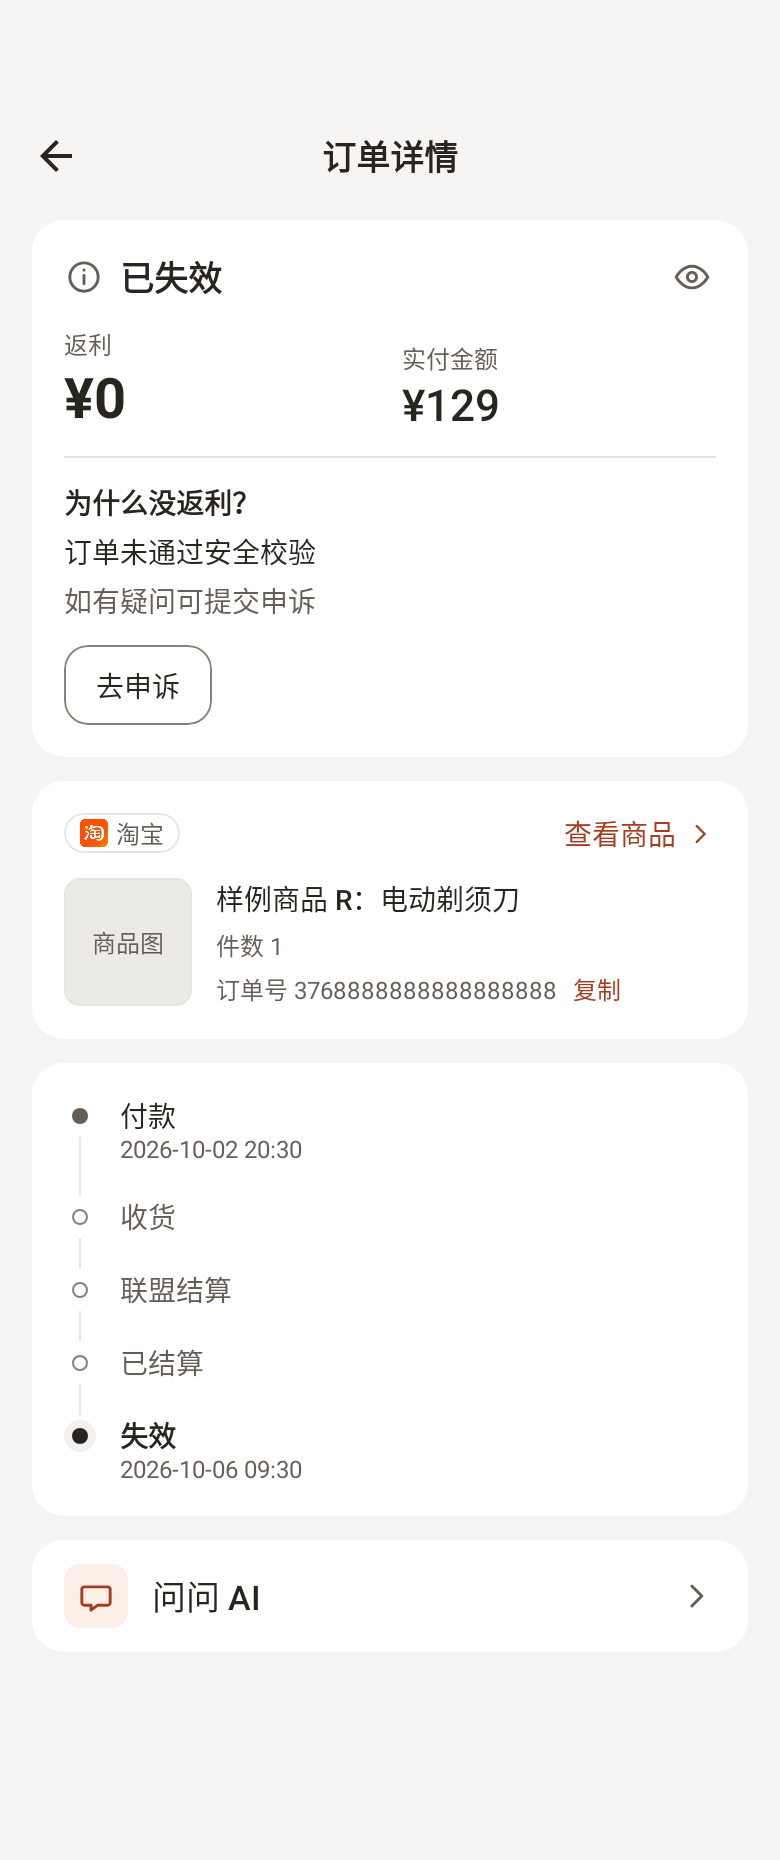 订单详情
已失效
返利
¥0
实付金额
¥129
为什么没返利?
订单未通过安全校验
如有疑问可提交申诉
去申诉
淘 淘宝
查看商品
商品图
样例商品 R：电动剃须刀
件数 1
订单号 3768888888888888888 复制
付款
2026-10-02 20:30
收货
联盟结算
已结算
失效
2026-10-06 09:30
问问 AI